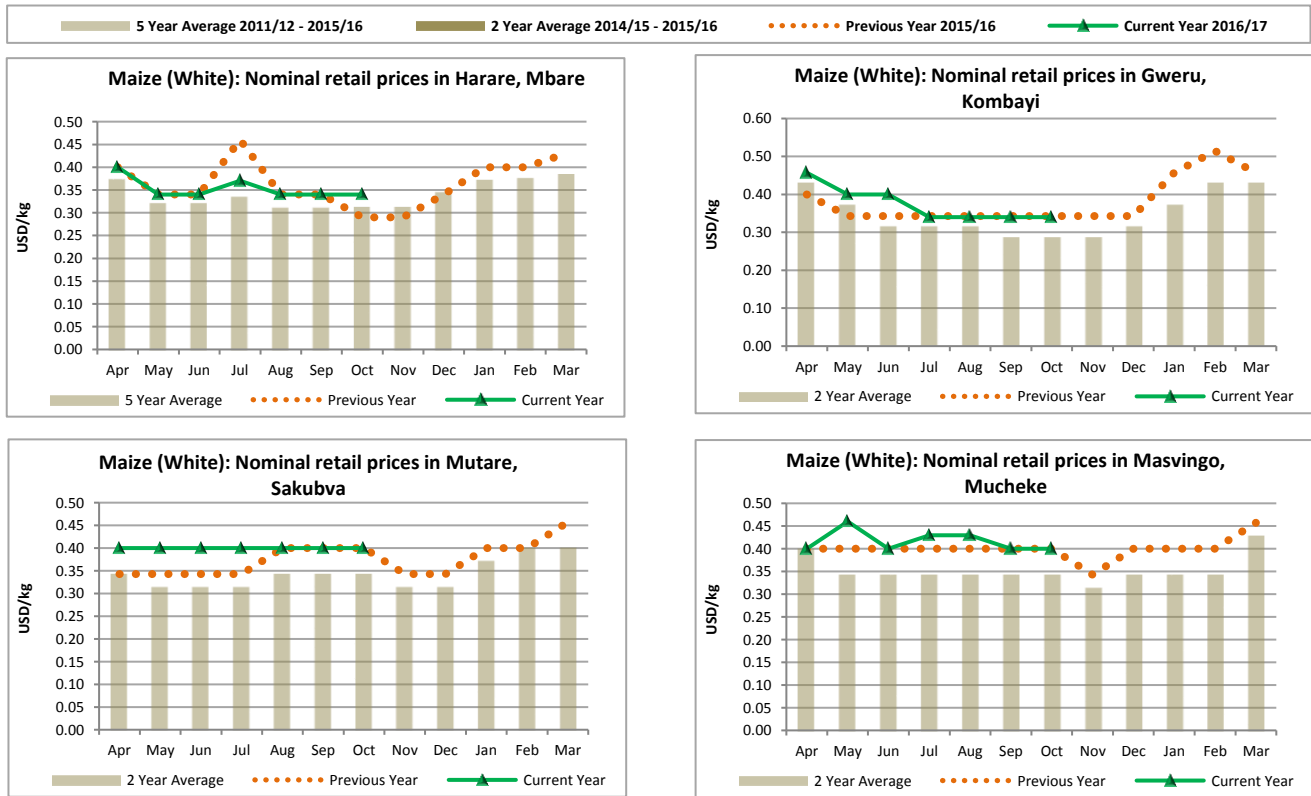 5 Year Average 2011/12 - 2015/16 2 Year Average 2014/15 - 2015/16 Previous Year 2015/16 Current Year 2016/17
Maize (White): Nominal retail prices in Harare, Mbare
USD/kg
0.50
0.45
0.40
0.35
0.30
0.25
0.20
0.15
0.10
0.05
0.00
Apr May Jun Jul Aug Sep Oct Nov Dec Jan Feb Mar
5 Year Average Previous Year Current Year
Maize (White): Nominal retail prices in Gweru,
Kombayi
USD/kg
0.60
0.50
0.40
0.30
0.20
0.10
0.00
Apr May Jun Jul Aug Sep Oct Nov Dec Jan Feb Mar
2 Year Average Previous Year Current Year
Maize (White): Nominal retail prices in Mutare,
Sakubva
USD/kg
0.50
0.45
0.40
0.35
0.30
0.25
0.20
0.15
0.10
0.05
0.00
Apr May Jun Jul Aug Sep Oct Nov Dec Jan Feb Mar
2 Year Average Previous Year Current Year
Maize (White): Nominal retail prices in Masvingo,
Mucheke
USD/kg
0.50
0.45
0.40
0.35
0.30
0.25
0.20
0.15
0.10
0.05
0.00
Apr May Jun Jul Aug Sep Oct Nov Dec Jan Feb Mar
2 Year Average Previous Year Current Year